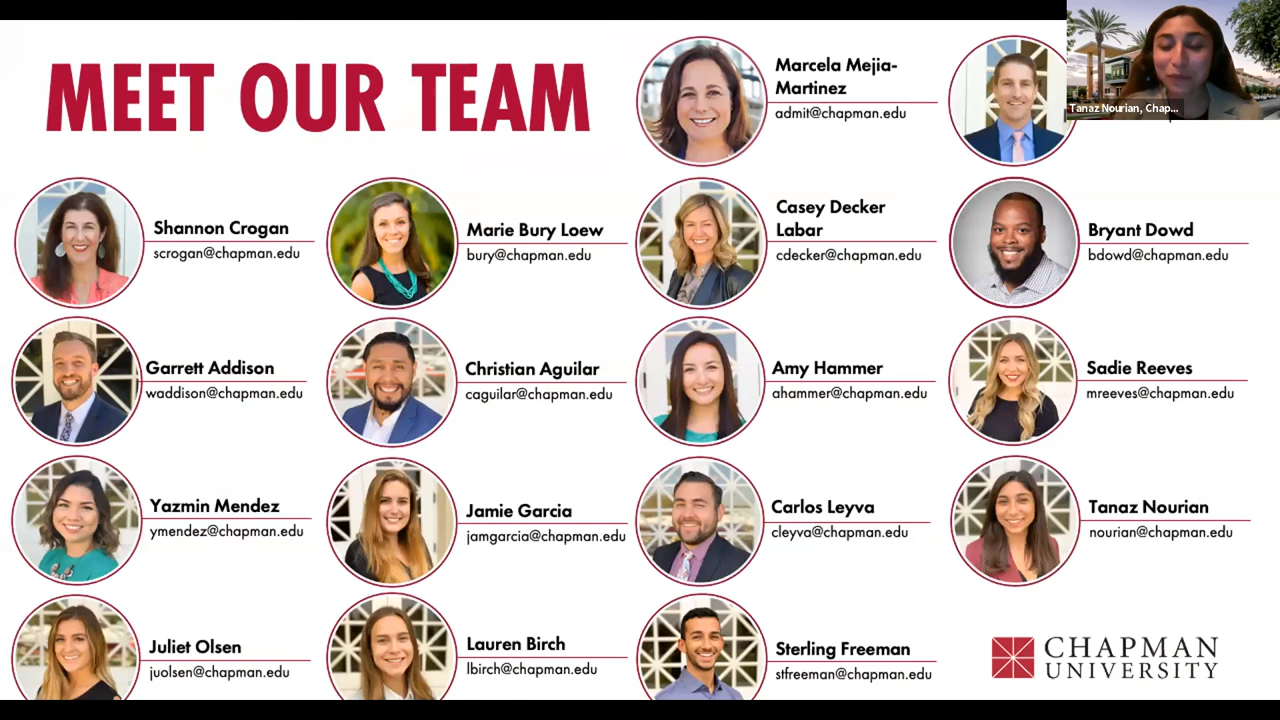 MEET OUR TEAM
Marcela Mejia-
Martinez
admit@chapman.edu
Tanaz Nourian, Chap...
Shannon Crogan
scrogan@chapman.edu
Marie Bury Loew
bury@chapman.edu
Casey Decker
Labar
cdecker@chapman.edu
Bryant Dowd
bdowd@chapman.edu
Garrett Addison
waddison@chapman.edu
Christian Aguilar
caguilar@chapman.edu
Amy Hammer
ahammer@chapman.edu
Sadie Reeves
mreeves@chapman.edu
Yazmin Mendez
ymendez@chapman.edu
Jamie Garcia
jamgarcia@chapman.edu
Carlos Leyva
cleyva@chapman.edu
Tanaz Nourian
nourian@chapman.edu
Juliet Olsen
juolsen@chapman.edu
Lauren Birch
lbirch@chapman.edu
Sterling Freeman
stfreeman@chapman.edu
CHAPMAN
UNIVERSITY